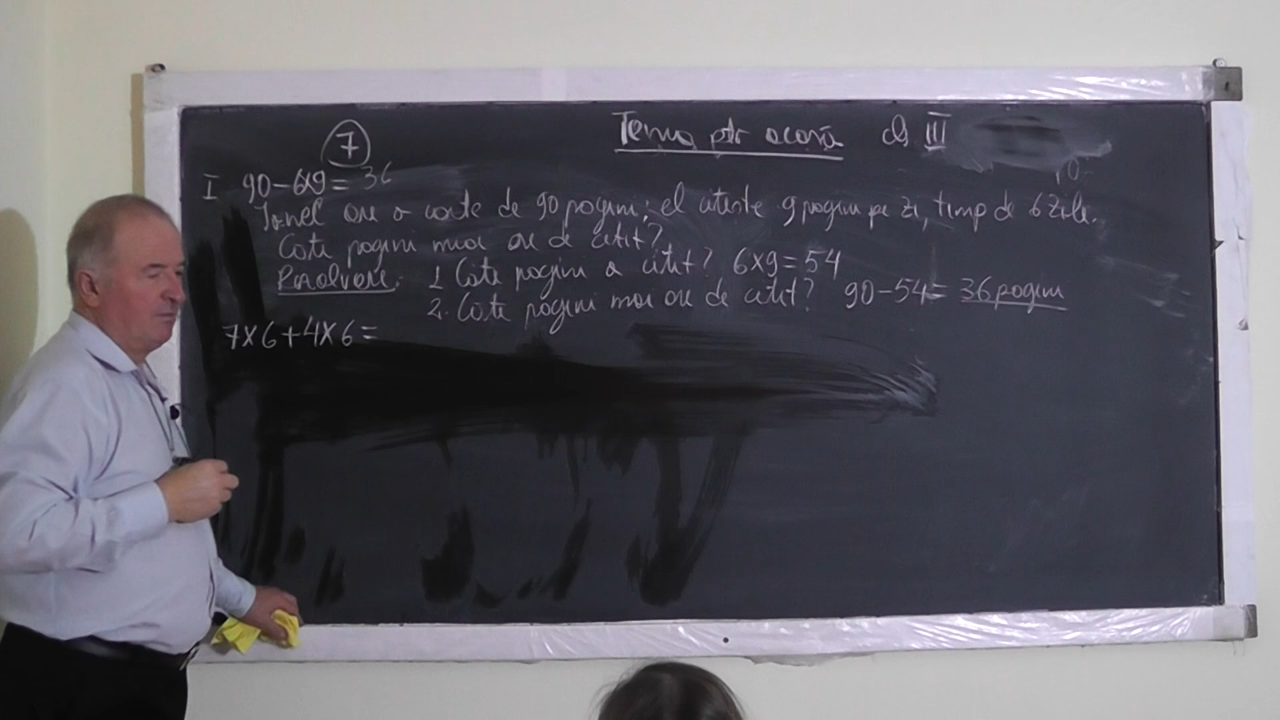 Tema ptr acasă cls III
7
I 90-6x9= 36
Ionel are o carte de 90 pagini; el citește 9 pagini pe zi, timp de 6 zile.
Câte pagini mai are de citit?
Rezolvare: 1 Câte pagini a citit? 6x9=54
2. Câte pagini mai are de citit? 90-54= 36 pagini
7x6+4x6=